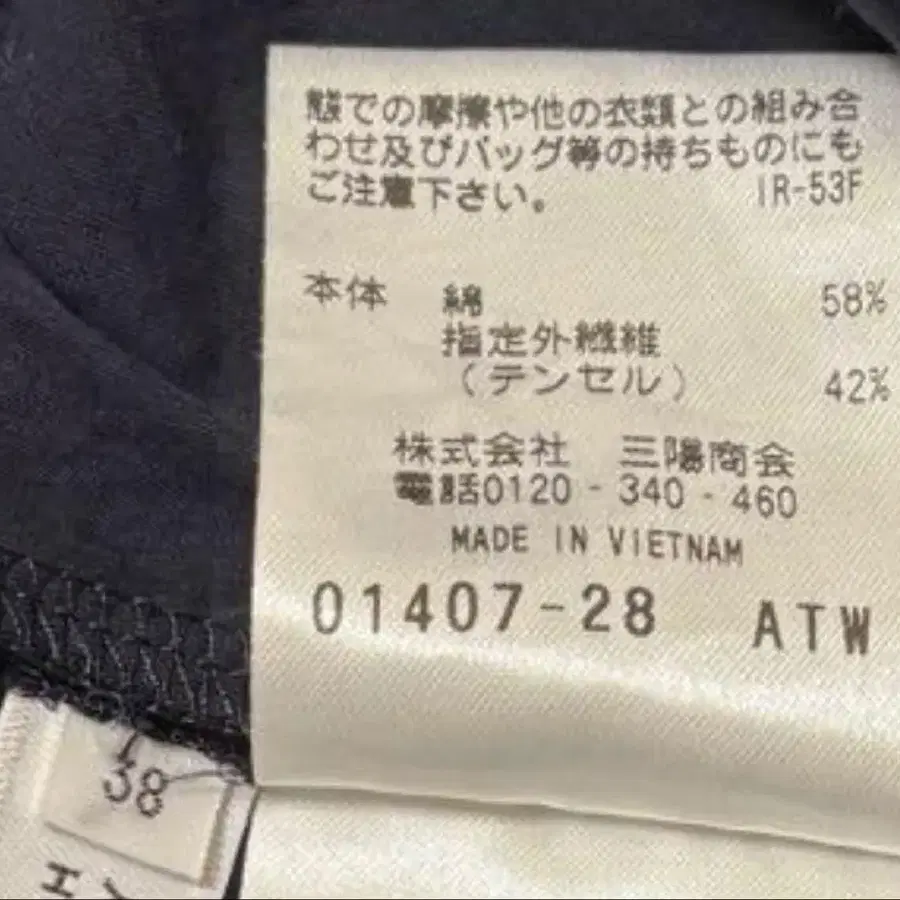 態での摩擦や他の衣類との組み合
わせ及びバッグ等の持ちものにも
ご注意下さい。 IR-53F
本体 綿 58%
指定外繊維
(テンセル) 42%
株式会社 三陽商会
電話0120-340-460
MADE IN VIETNAM
01407-28 ATW
38